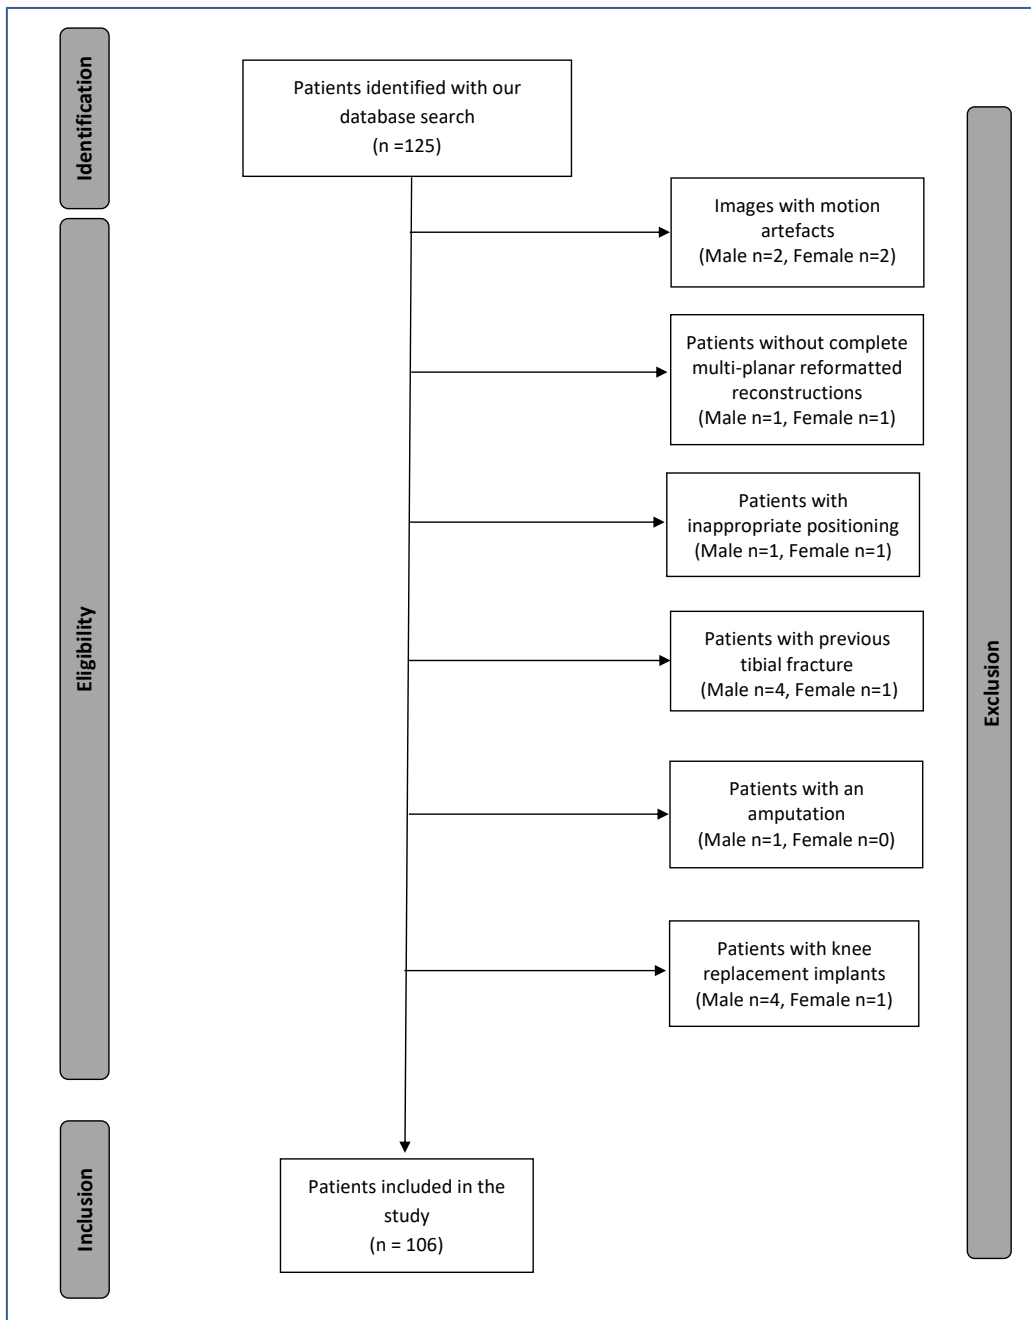 Identification
Patients identified with our
database search
(n =125)
Images with motion
artefacts
(Male n=2, Female n=2)
Patients without complete
multi-planar reformatted
reconstructions
(Male n=1, Female n=1)
Patients with
inappropriate positioning
(Male n=1, Female n=1)
Eligibility
Patients with previous
tibial fracture
(Male n=4, Female n=1)
Exclusion
Patients with an
amputation
(Male n=1, Female n=0)
Patients with knee
replacement implants
(Male n=4, Female n=1)
Inclusion
Patients included in the
study
(n = 106)